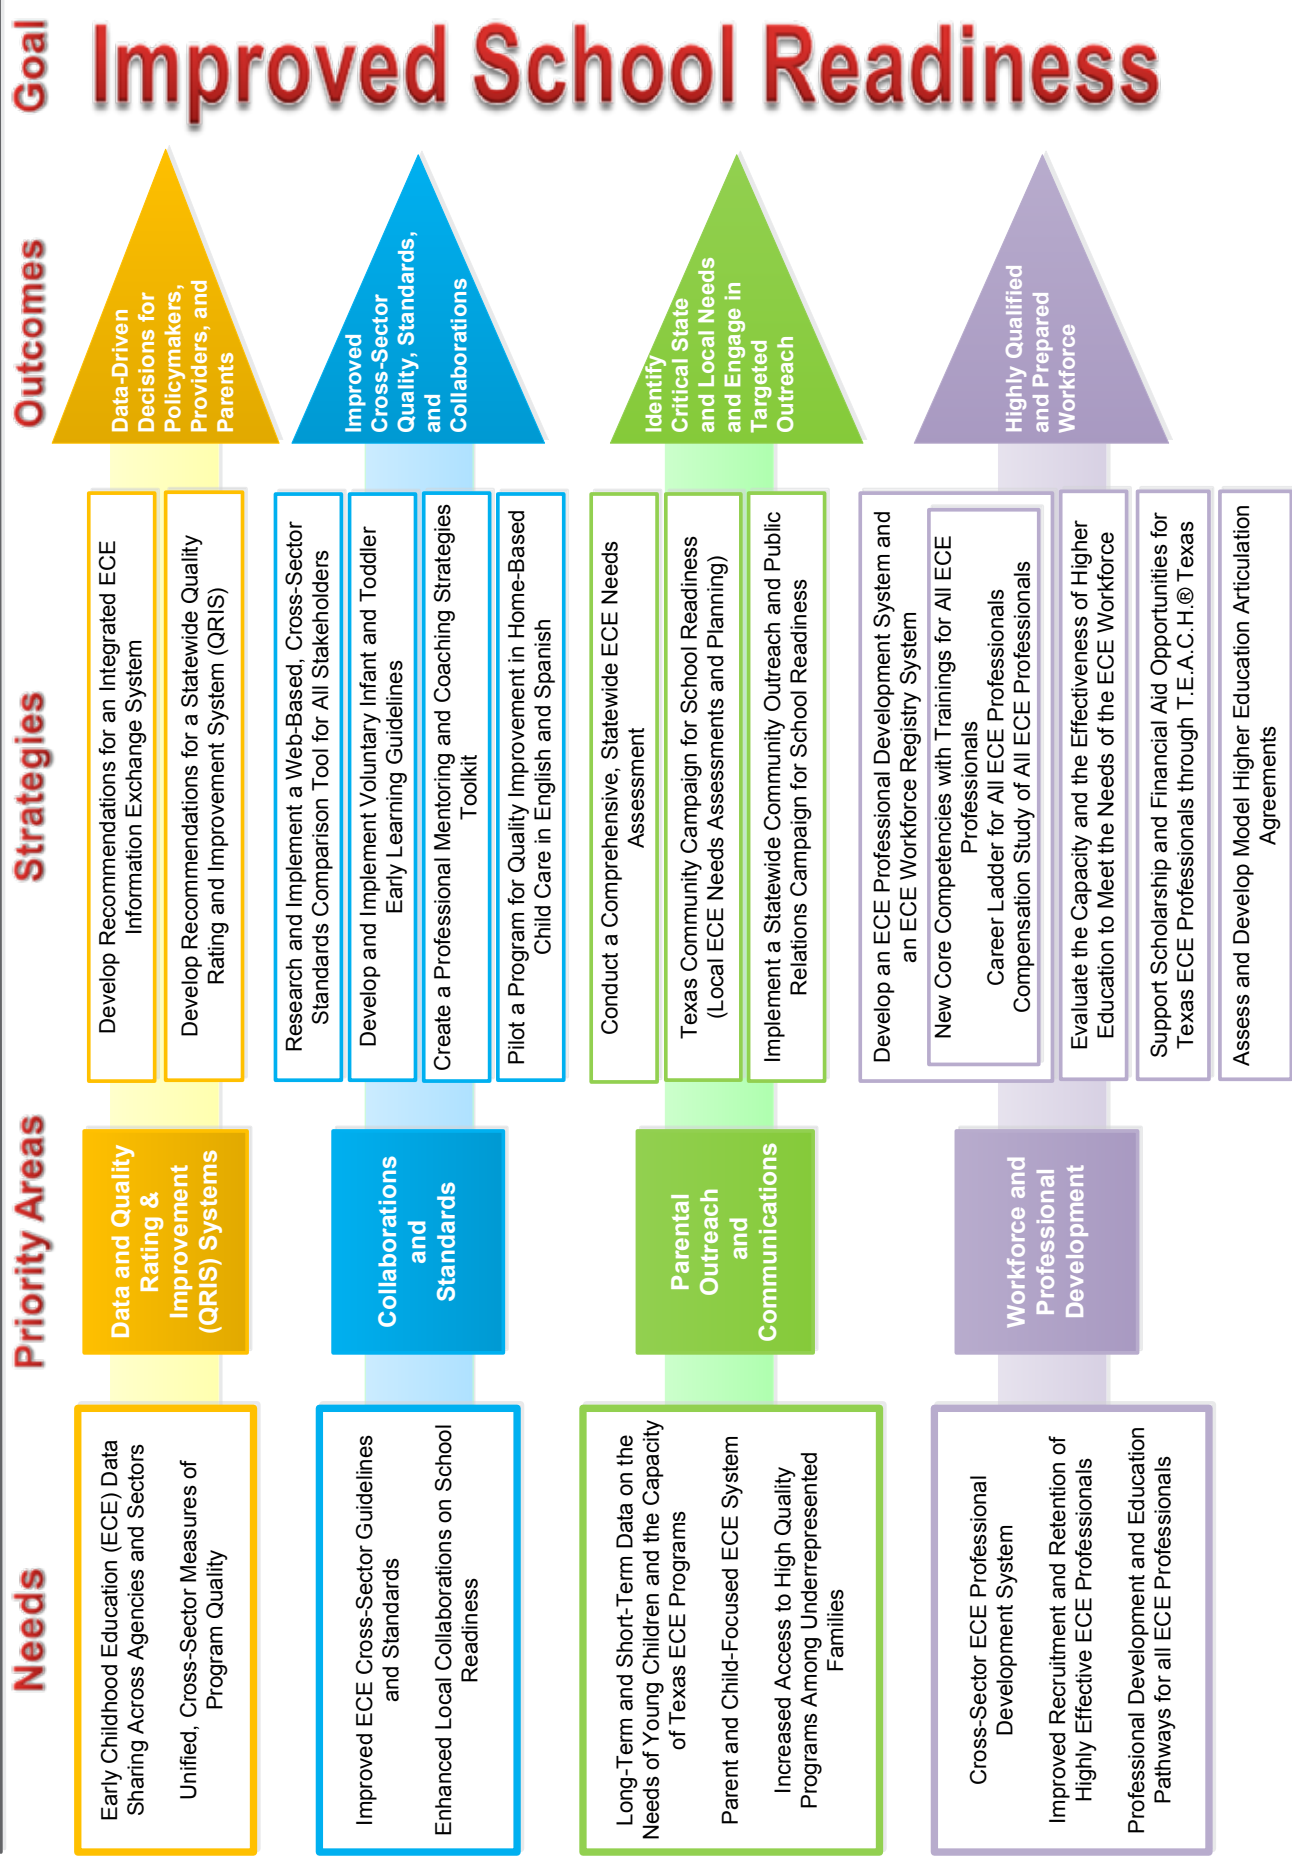 Needs
Priority Areas
Strategies
Outcomes
Goal
Early Childhood Education (ECE) Data
Sharing Across Agencies and Sectors
Unified, Cross-Sector Measures of
Program Quality
Data and Quality
Rating &
Improvement
(QRIS) Systems
Develop Recommendations for an Integrated ECE
Information Exchange System
Develop Recommendations for a Statewide Quality
Rating and Improvement System (QRIS)
Data-Driven
Decisions for
Policymakers,
Providers, and
Parents
Improved ECE Cross-Sector Guidelines
and Standards
Enhanced Local Collaborations on School
Readiness
Collaborations
and
Standards
Research and Implement a Web-Based, Cross-Sector
Standards Comparison Tool for All Stakeholders
Develop and Implement Voluntary Infant and Toddler
Early Learning Guidelines
Create a Professional Mentoring and Coaching Strategies
Toolkit
Pilot a Program for Quality Improvement in Home-Based
Child Care in English and Spanish
Improved
Cross-Sector
Quality, Standards,
and
Collaborations
Long-Term and Short-Term Data on the
Needs of Young Children and the Capacity
of Texas ECE Programs
Parent and Child-Focused ECE System
Increased Access to High Quality
Programs Among Underrepresented
Families
Parental
Outreach
and
Communications
Conduct a Comprehensive, Statewide ECE Needs
Assessment
Texas Community Campaign for School Readiness
(Local ECE Needs Assessments and Planning)
Implement a Statewide Community Outreach and Public
Relations Campaign for School Readiness
Identify
Critical State
and Local Needs
and Engage in
Targeted
Outreach
Cross-Sector ECE Professional
Development System
Improved Recruitment and Retention of
Highly Effective ECE Professionals
Professional Development and Education
Pathways for all ECE Professionals
Workforce and
Professional
Development
Develop an ECE Professional Development System and
an ECE Workforce Registry System
New Core Competencies with Trainings for All ECE
Professionals
Career Ladder for All ECE Professionals
Compensation Study of All ECE Professionals
Evaluate the Capacity and the Effectiveness of Higher
Education to Meet the Needs of the ECE Workforce
Support Scholarship and Financial Aid Opportunities for
Texas ECE Professionals through T.E.A.C.H.® Texas
Assess and Develop Model Higher Education Articulation
Agreements
Highly Qualified
and Prepared
Workforce
Improved School Readiness